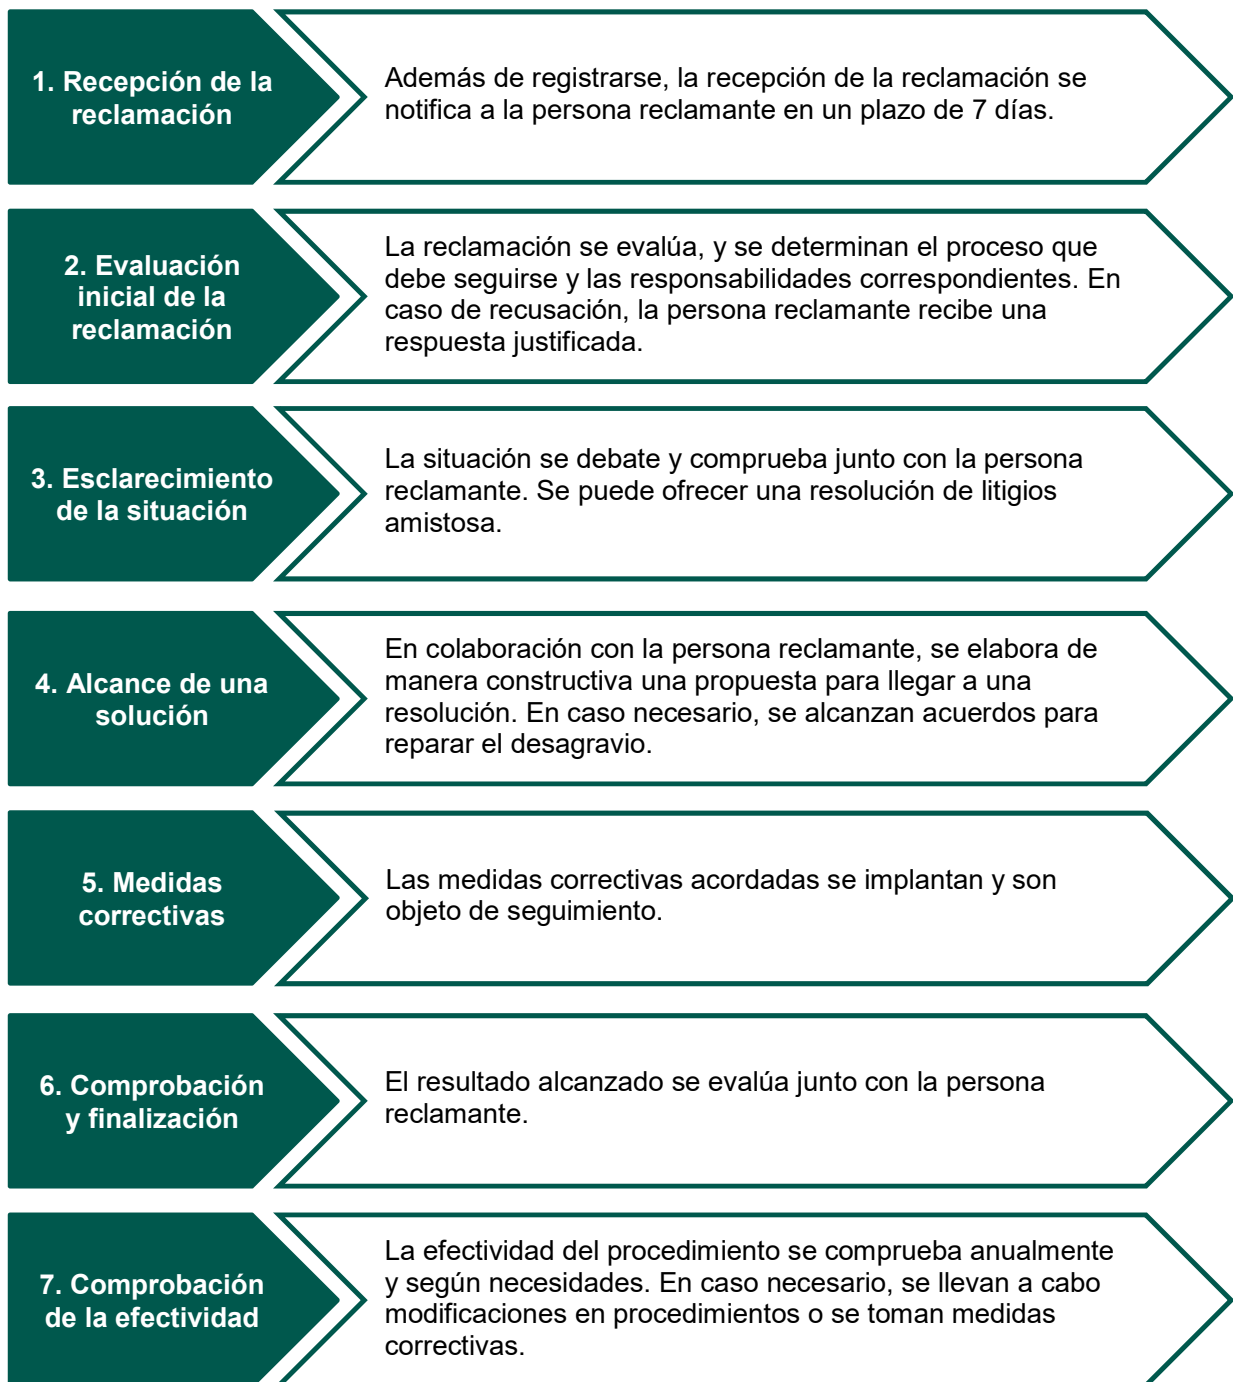 1. Recepción de la
reclamación
Además de registrarse, la recepción de la reclamación se
notifica a la persona reclamante en un plazo de 7 días.
2. Evaluación
inicial de la
reclamación
La reclamación se evalúa, y se determinan el proceso que
debe seguirse y las responsabilidades correspondientes. En
caso de recusación, la persona reclamante recibe una
respuesta justificada.
3. Esclarecimiento
de la situación
La situación se debate y comprueba junto con la persona
reclamante. Se puede ofrecer una resolución de litigios
amistosa.
4. Alcance de una
solución
En colaboración con la persona reclamante, se elabora de
manera constructiva una propuesta para llegar a una
resolución. En caso necesario, se alcanzan acuerdos para
reparar el desagravio.
5. Medidas
correctivas
Las medidas correctivas acordadas se implantan y son
objeto de seguimiento.
6. Comprobación
y finalización
El resultado alcanzado se evalúa junto con la persona
reclamante.
7. Comprobación
de la efectividad
La efectividad del procedimiento se comprueba anualmente
y según necesidades. En caso necesario, se llevan a cabo
modificaciones en procedimientos o se toman medidas
correctivas.